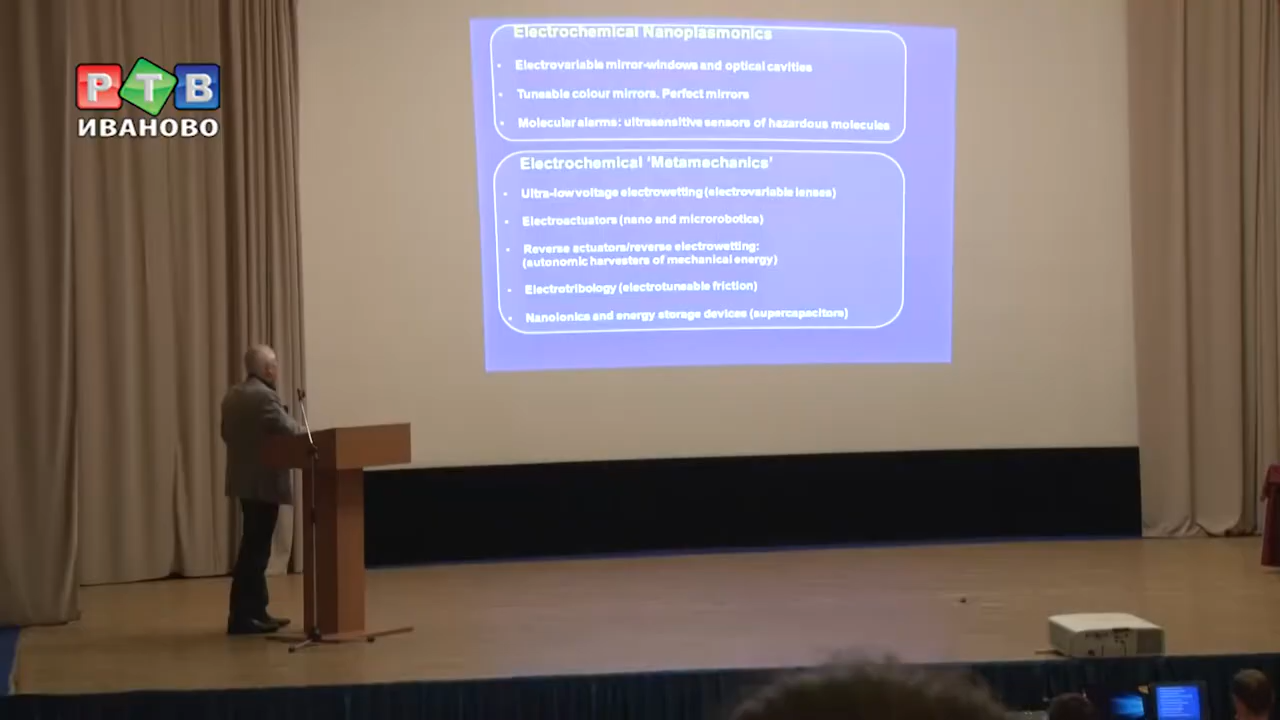 РТВ
ИВАНОВО
Electrochemical Nanoplasmonics
• Electrovariable mirror-windows and optical cavities
• Tuneable colour mirrors. Perfect mirrors
• Molecular alarms: ultrasensitive sensors of hazardous molecules
Electrochemical ‘Metamechanics’
• Ultra-low voltage electrowetting (electrovariable lenses)
• Electroactuators (nano and microrobotics)
• Reverse actuators/reverse electrowetting:
(autonomic harvesters of mechanical energy)
• Electrotribology (electrotuneable friction)
• Nanoionics and energy storage devices (supercapacitors)